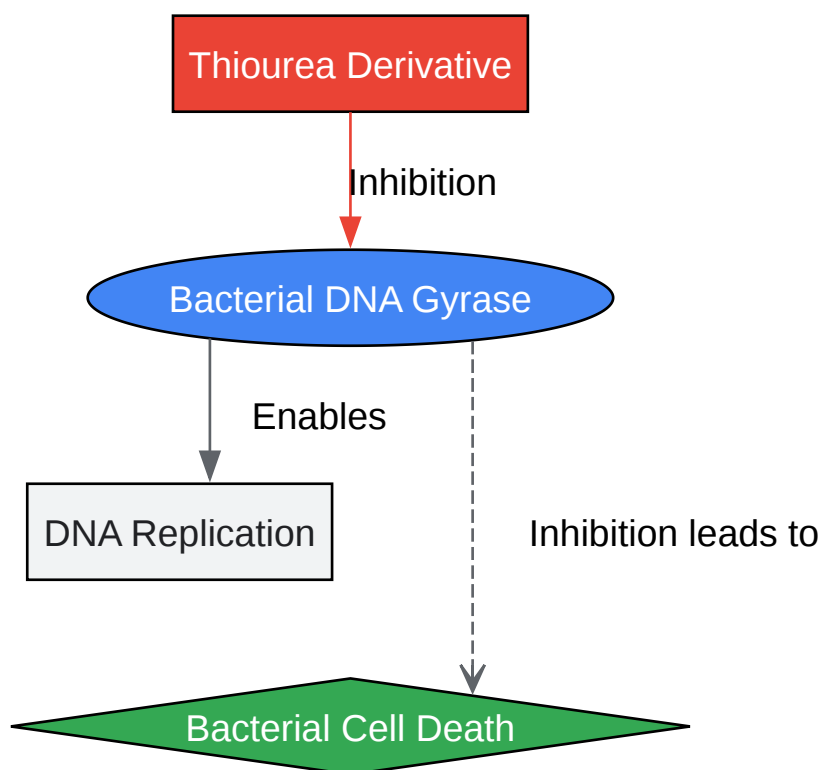 Thiourea Derivative
Inhibition
Bacterial DNA Gyrase
Enables
DNA Replication
Inhibition leads to
Bacterial Cell Death